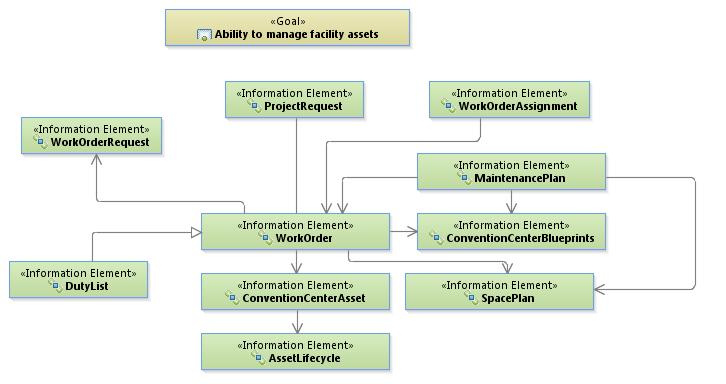 «Goal»
Ability to manage facility assets
«Information Element»
ProjectRequest
«Information Element»
WorkOrderAssignment
«Information Element»
WorkOrderRequest
«Information Element»
MaintenancePlan
«Information Element»
WorkOrder
«Information Element»
ConventionCenterBlueprints
«Information Element»
DutyList
«Information Element»
ConventionCenterAsset
«Information Element»
SpacePlan
«Information Element»
AssetLifecycle